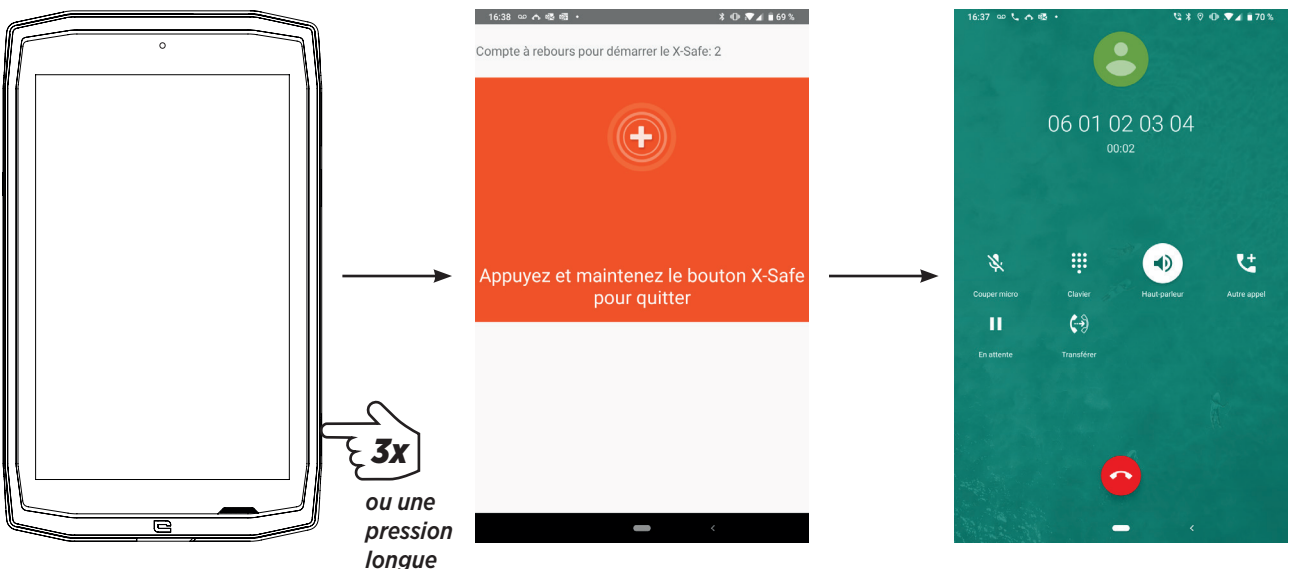 3x
ou une
pression
longue
16:38
69 %
Compte à rebours pour démarrer le X-Safe: 2
Appuyez et maintenez le bouton X-Safe
pour quitter
16:37
70 %
06 01 02 03 04
00:02
Couper micro
Clavier
Haut-parleur
Autre appel
En attente
Transférer